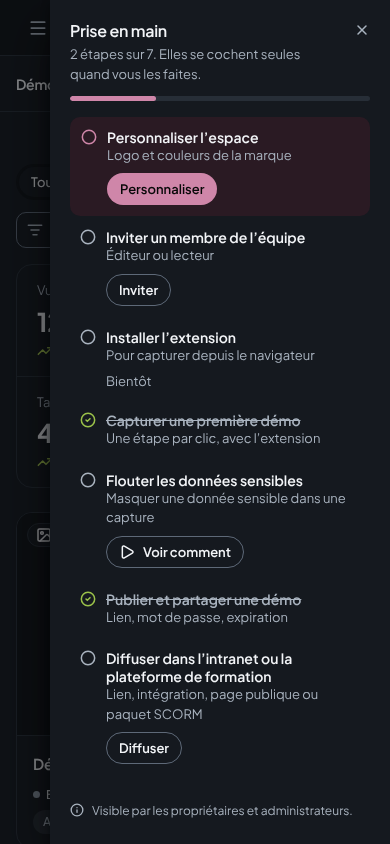 Prise en main
2 étapes sur 7. Elles se cochent seules
quand vous les faites.
Personnaliser l'espace
Logo et couleurs de la marque
Personnaliser
Inviter un membre de l'équipe
Éditeur ou lecteur
Inviter
Installer l'extension
Pour capturer depuis le navigateur
Bientôt
Capturer une première démo
Une étape par clic, avec l'extension
Flouter les données sensibles
Masquer une donnée sensible dans une
capture
Voir comment
Publier et partager une démo
Lien, mot de passe, expiration
Diffuser dans l'intranet ou la
plateforme de formation
Lien, intégration, page publique ou
paquet SCORM
Diffuser
Visible par les propriétaires et administrateurs.